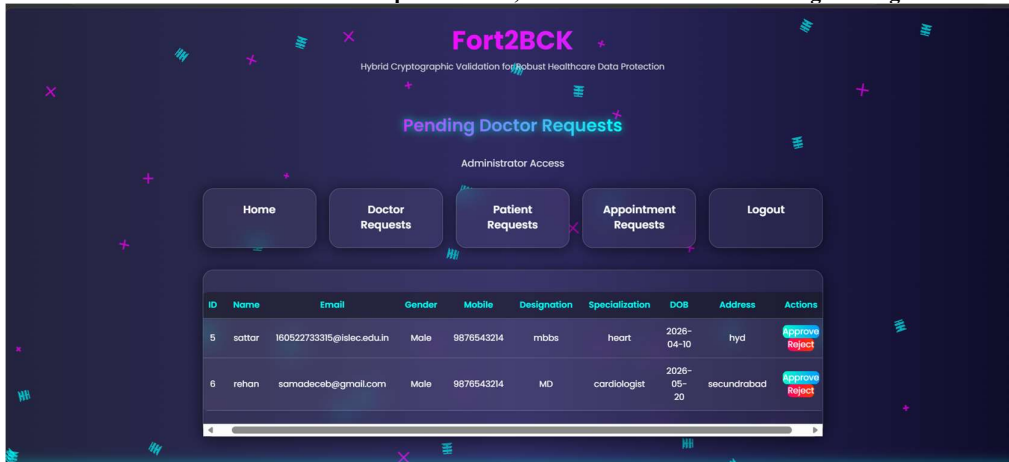 Fort2BCK
Hybrid Cryptographic Validation for Robust Healthcare Data Protection
Pending Doctor Requests
Administrator Access
Home
Doctor
Requests
Patient
Requests
Appointment
Requests
Logout
ID Name Email Gender Mobile Designation Specialization DOB Address Actions
5 sattar 160522733315@islec.edu.in Male 9876543214 mbbs heart 2026-04-10 hyd Approve Reject
6 rehan samadeceb@gmail.com Male 9876543214 MD cardiologist 2026-05-20 secundrabad Approve Reject